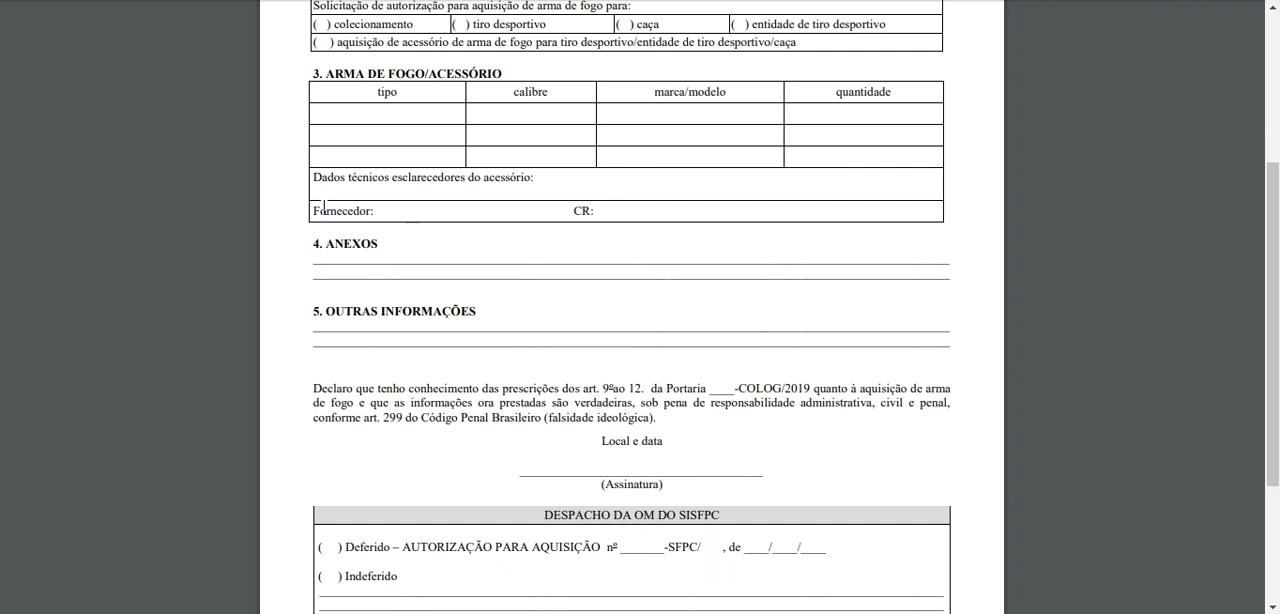 Solicitação de autorização para aquisição de arma de fogo para:
( ) colecionamento ( ) tiro desportivo ( ) caça ( ) entidade de tiro desportivo
( ) aquisição de acessório de arma de fogo para tiro desportivo/entidade de tiro desportivo/caça
3. ARMA DE FOGO/ACESSÓRIO
tipo calibre marca/modelo quantidade
Dados técnicos esclarecedores do acessório:
Fornecedor: CR:
4. ANEXOS
5. OUTRAS INFORMAÇÕES
Declaro que tenho conhecimento das prescrições dos art. 9ºao 12. da Portaria ____-COLOG/2019 quanto à aquisição de arma
de fogo e que as informações ora prestadas são verdadeiras, sob pena de responsabilidade administrativa, civil e penal,
conforme art. 299 do Código Penal Brasileiro (falsidade ideológica).
Local e data
(Assinatura)
DESPACHO DA OM DO SISFPC
( ) Deferido – AUTORIZAÇÃO PARA AQUISIÇÃO nº _______-SFPC/ , de ____/____/____
( ) Indeferido